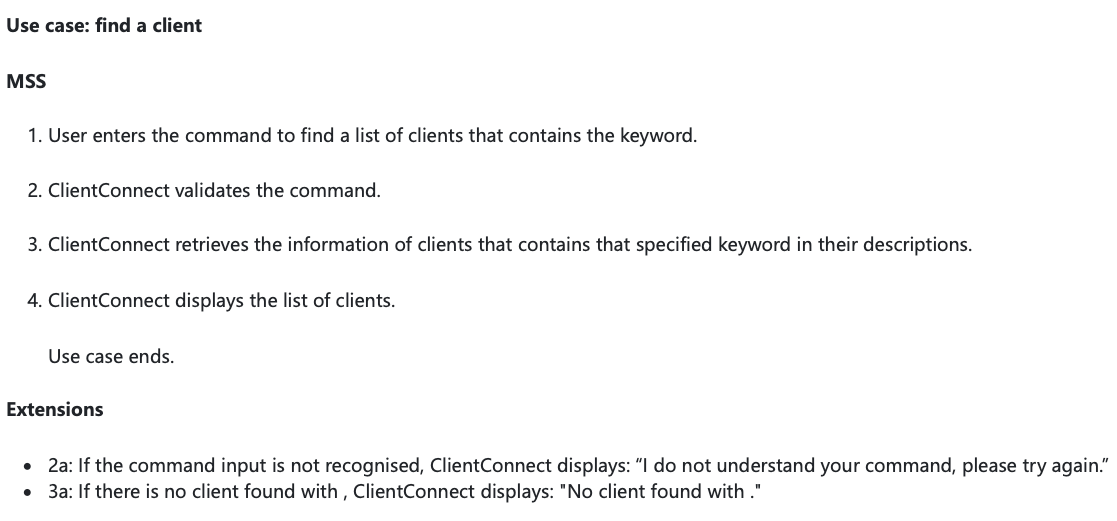 Use case: find a client
MSS
1. User enters the command to find a list of clients that contains the keyword.
2. ClientConnect validates the command.
3. ClientConnect retrieves the information of clients that contains that specified keyword in their descriptions.
4. ClientConnect displays the list of clients.
Use case ends.
Extensions
• 2a: If the command input is not recognised, ClientConnect displays: “I do not understand your command, please try again.”
• 3a: If there is no client found with , ClientConnect displays: "No client found with ."